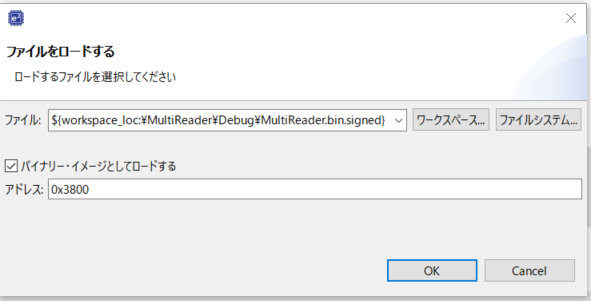 ファイルをロードする
ロードするファイルを選択してください
ファイル: ${workspace_loc:¥MultiReader¥Debug¥MultiReader.bin.signed} ワークスペース... ファイルシステム...
バイナリー・イメージとしてロードする
アドレス: 0x3800
OK Cancel